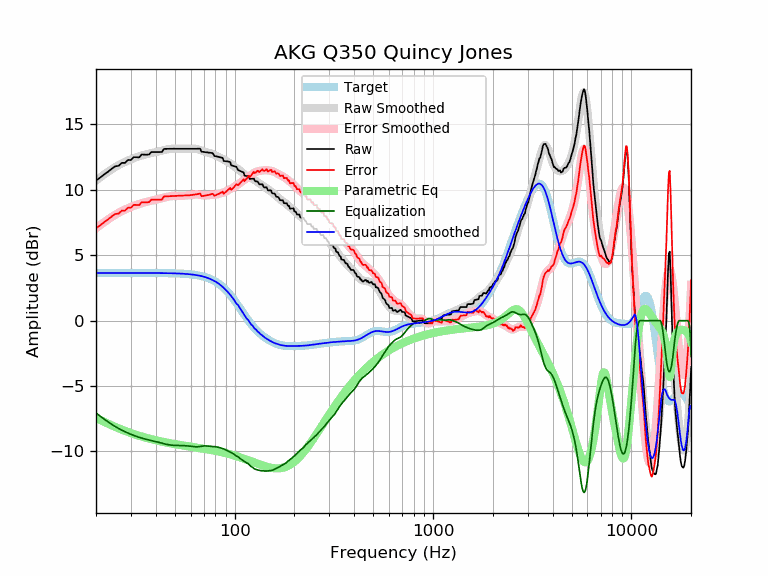 AKG Q350 Quincy Jones
Target
Raw Smoothed
Error Smoothed
Raw
Error
Parametric Eq
Equalization
Equalized smoothed
15
10
5
0
−5
−10
Amplitude (dBr)
100
1000
10000
Frequency (Hz)